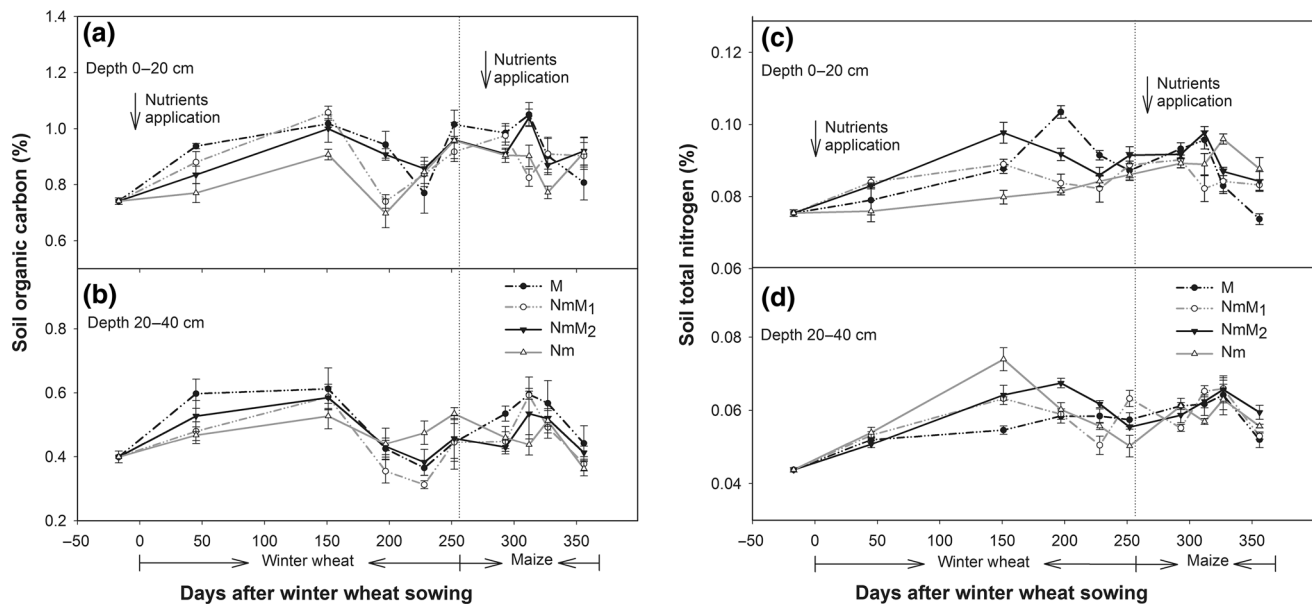 (a)
Depth 0–20 cm
Nutrients
application
Nutrients
application
1.4
1.2
1.0
0.8
0.6
Soil organic carbon (%)
(b)
Depth 20–40 cm
M
NmM1
NmM2
Nm
0.8
0.6
0.4
0.2
–50 0 50 100 150 200 250 300 350
Winter wheat Maize
Days after winter wheat sowing
(c)
Depth 0–20 cm
Nutrients
application
Nutrients
application
0.12
0.10
0.08
0.06
Soil total nitrogen (%)
(d)
Depth 20–40 cm
M
NmM1
NmM2
Nm
0.08
0.06
0.04
–50 0 50 100 150 200 250 300 350
Winter wheat Maize
Days after winter wheat sowing